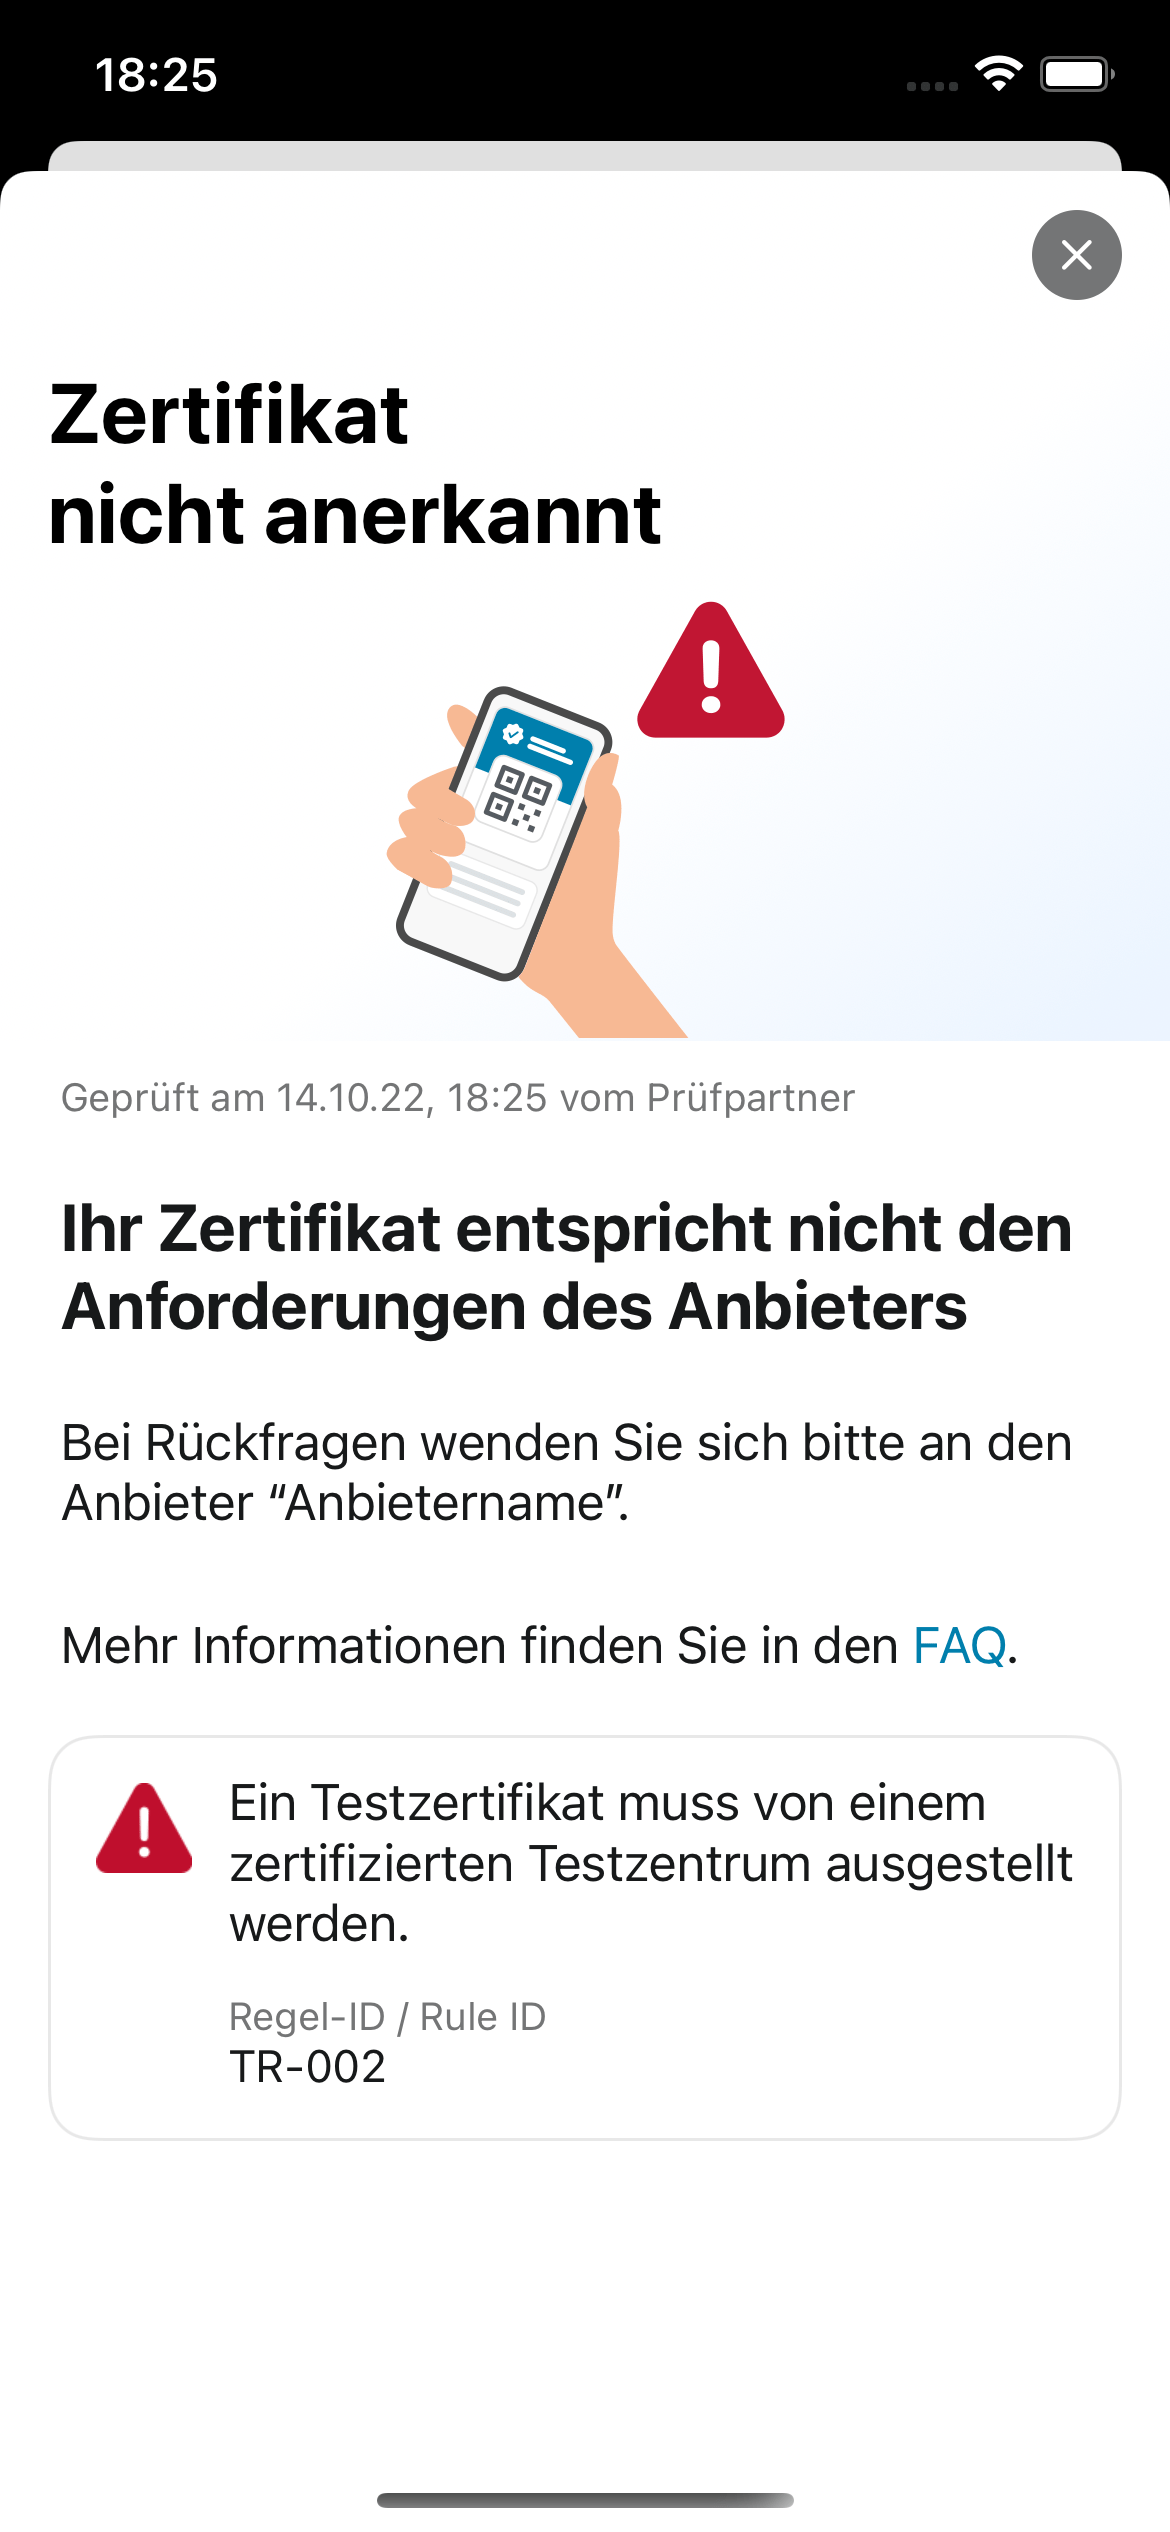 18:25
Zertifikat
nicht anerkannt
Geprüft am 14.10.22, 18:25 vom Prüfpartner
Ihr Zertifikat entspricht nicht den
Anforderungen des Anbieters
Bei Rückfragen wenden Sie sich bitte an den
Anbieter “Anbietername”.
Mehr Informationen finden Sie in den FAQ.
Ein Testzertifikat muss von einem
zertifizierten Testzentrum ausgestellt
werden.
Regel-ID / Rule ID
TR-002